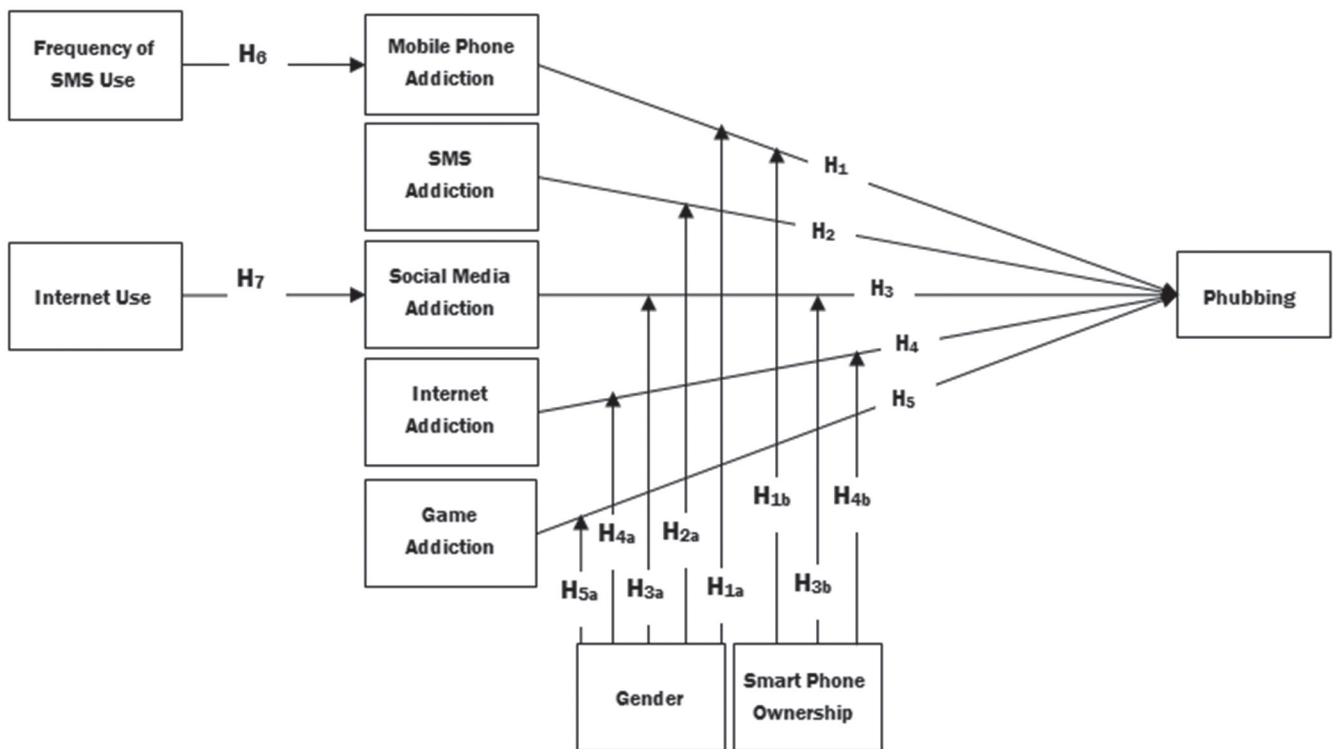 Frequency of
SMS Use
H6
Mobile Phone
Addiction
SMS
Addiction
H1
H2
Internet Use
H7
Social Media
Addiction
H3
Phubbing
Internet
Addiction
H4
H5
Game
Addiction
H1b
H4b
H4a
H2a
H5a
H3a
H1a
H3b
Gender
Smart Phone
Ownership